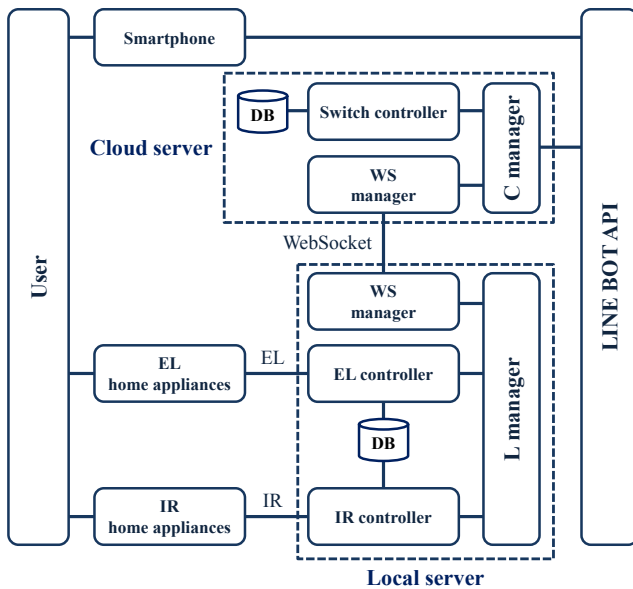 Smartphone
DB
Switch controller
Cloud server
C manager
WS
manager
WebSocket
User
LINE BOT API
WS
manager
EL
home appliances
EL
EL controller
L manager
DB
IR
home appliances
IR
IR controller
Local server